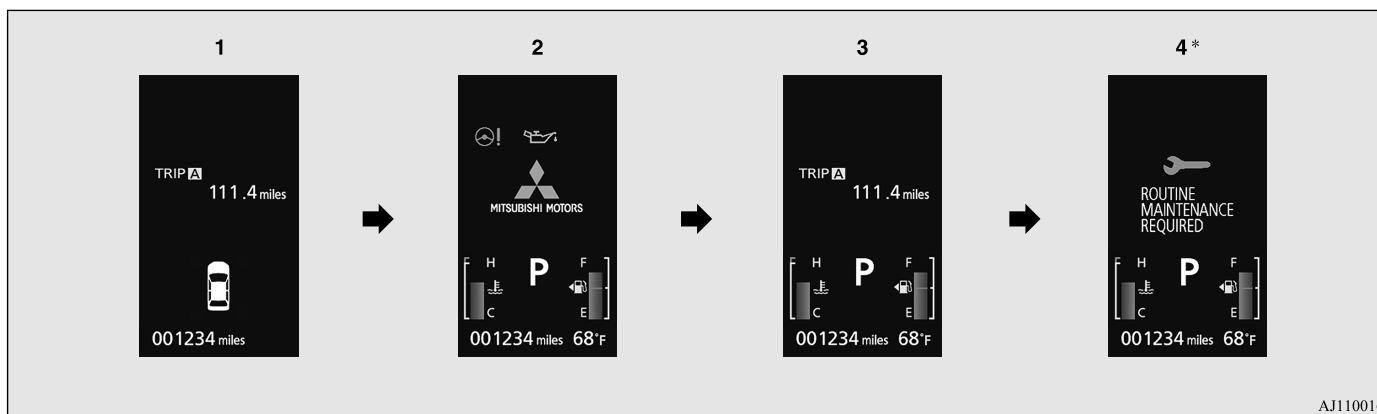 1
TRIP A
111.4 miles
001234 miles
2
MITSUBISHI MOTORS
F H P F
C E
001234 miles 68°F
3
TRIP A
111.4 miles
F H P F
C E
001234 miles 68°F
4*
ROUTINE
MAINTENANCE
REQUIRED
F H P F
C E
001234 miles 68°F